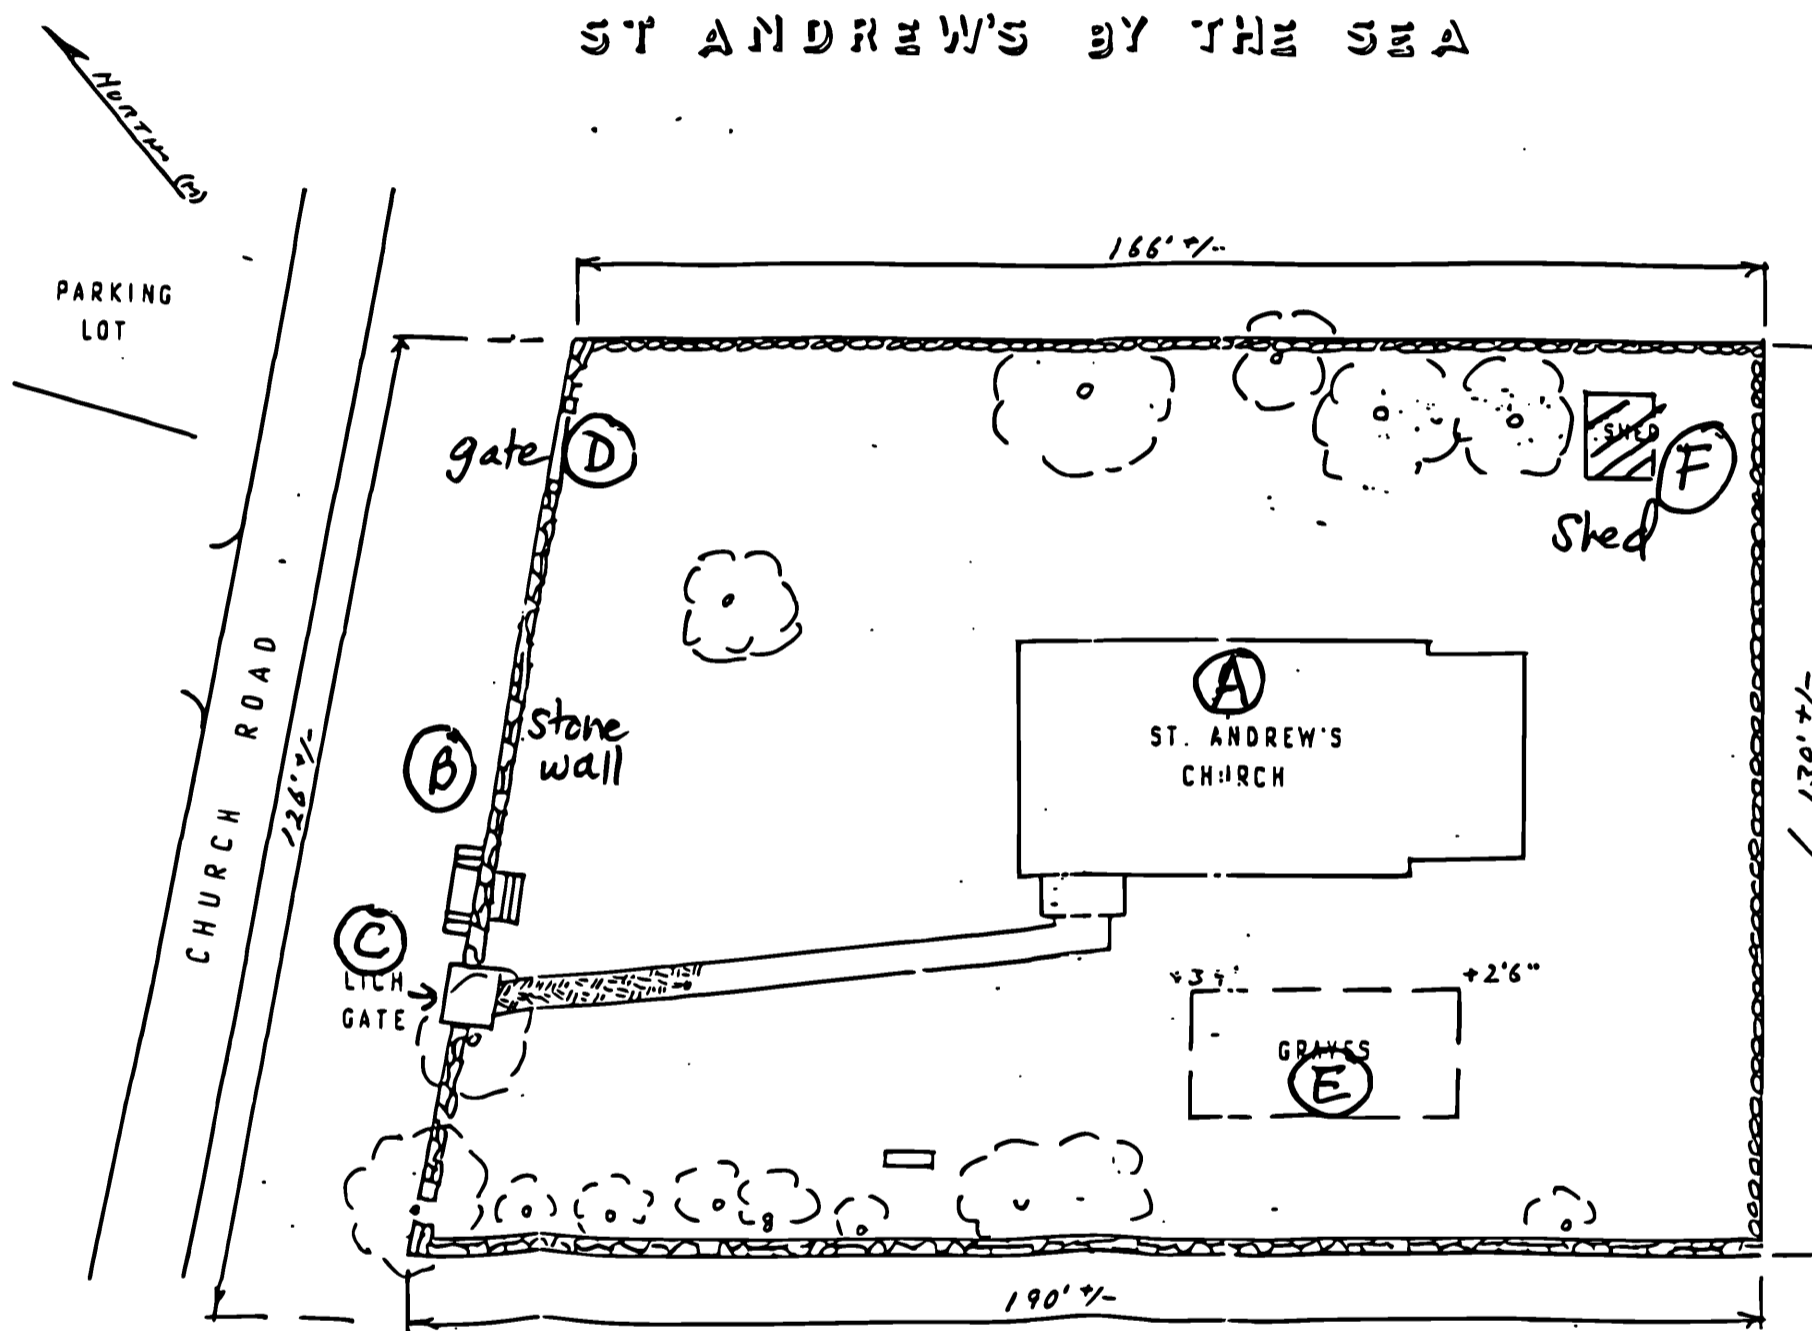 ST ANDREW'S BY THE SEA
NORTH (M)
166' +/-
PARKING
LOT
gate
D
SHED
F
Shed
A
ST. ANDREW'S
CHURCH
stone
wall
B
CHURCH ROAD
126' +/-
130' +/-
C
LICH
GATE
+2'6"
GRAVES
E
190' +/-